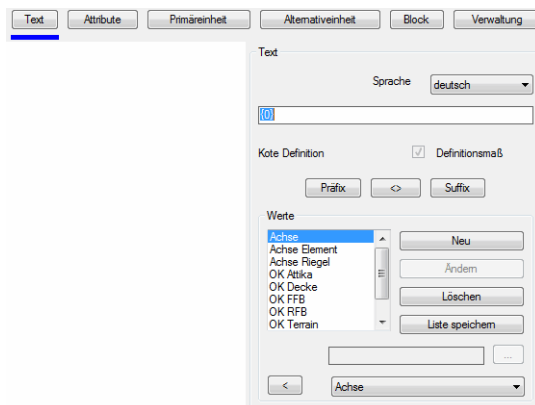 Text Attribute Primäreinheit Alternativeinheit Block Verwaltung
Text
Sprache deutsch
{0}
Kote Definition Definitionsmaß
Präfix <> Suffix
Werte
Achse
Achse Element
Achse Riegel
OK Attika
OK Decke
OK FFB
OK RFB
OK Terrain
Neu
Ändern
Löschen
Liste speichern
...
< Achse